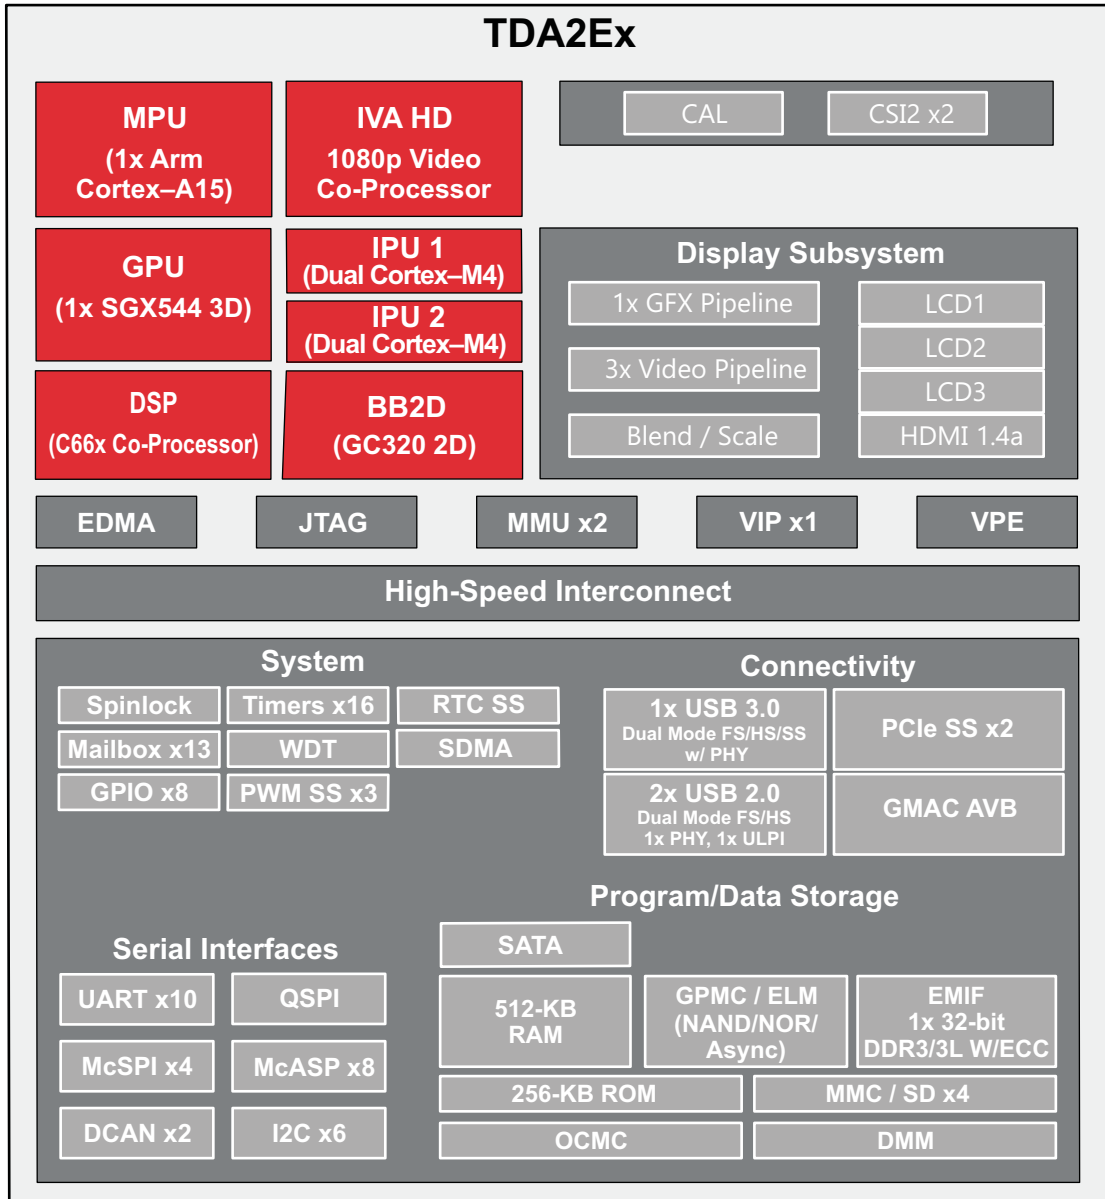 TDA2Ex
MPU
(1x Arm
Cortex–A15)
IVA HD
1080p Video
Co-Processor
CAL
CSI2 x2
GPU
(1x SGX544 3D)
IPU 1
(Dual Cortex–M4)
IPU 2
(Dual Cortex–M4)
Display Subsystem
1x GFX Pipeline
3x Video Pipeline
Blend / Scale
LCD1
LCD2
LCD3
HDMI 1.4a
DSP
(C66x Co-Processor)
BB2D
(GC320 2D)
EDMA
JTAG
MMU x2
VIP x1
VPE
High-Speed Interconnect
System
Spinlock
Timers x16
RTC SS
Mailbox x13
WDT
SDMA
GPIO x8
PWM SS x3
Connectivity
1x USB 3.0
Dual Mode FS/HS/SS
w/ PHY
PCIe SS x2
2x USB 2.0
Dual Mode FS/HS
1x PHY, 1x ULPI
GMAC AVB
Serial Interfaces
UART x10
QSPI
McSPI x4
McASP x8
DCAN x2
I2C x6
Program/Data Storage
SATA
512-KB
RAM
GPMC / ELM
(NAND/NOR/
Async)
EMIF
1x 32-bit
DDR3/3L W/ECC
256-KB ROM
MMC / SD x4
OCMC
DMM